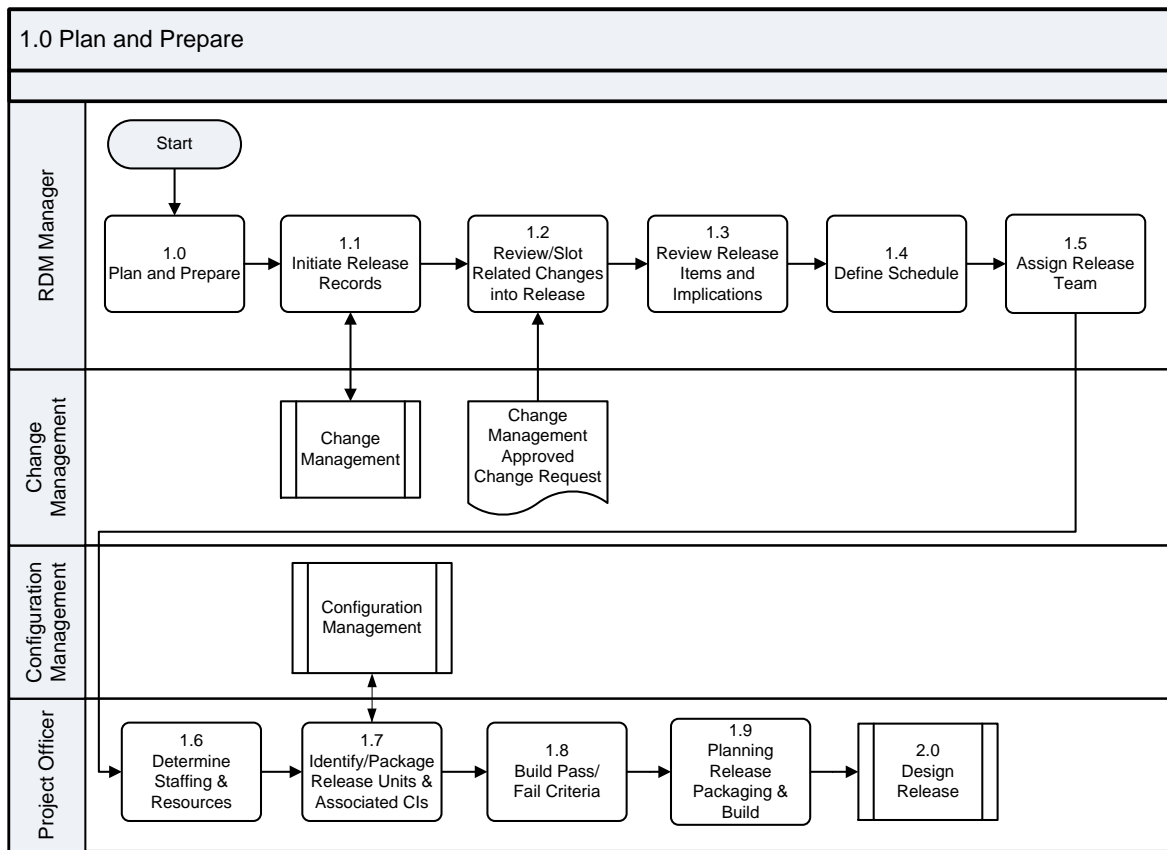 1.0 Plan and Prepare
RDM Manager
Start
1.0
Plan and Prepare
1.1
Initiate Release
Records
1.2
Review/Slot
Related Changes
into Release
1.3
Review Release
Items and
Implications
1.4
Define Schedule
1.5
Assign Release
Team
Change
Management
Change
Management
Change
Management
Approved
Change Request
Configuration
Management
Configuration
Management
Project Officer
1.6
Determine
Staffing &
Resources
1.7
Identify/Package
Release Units &
Associated CIs
1.8
Build Pass/
Fail Criteria
1.9
Planning
Release
Packaging &
Build
2.0
Design
Release